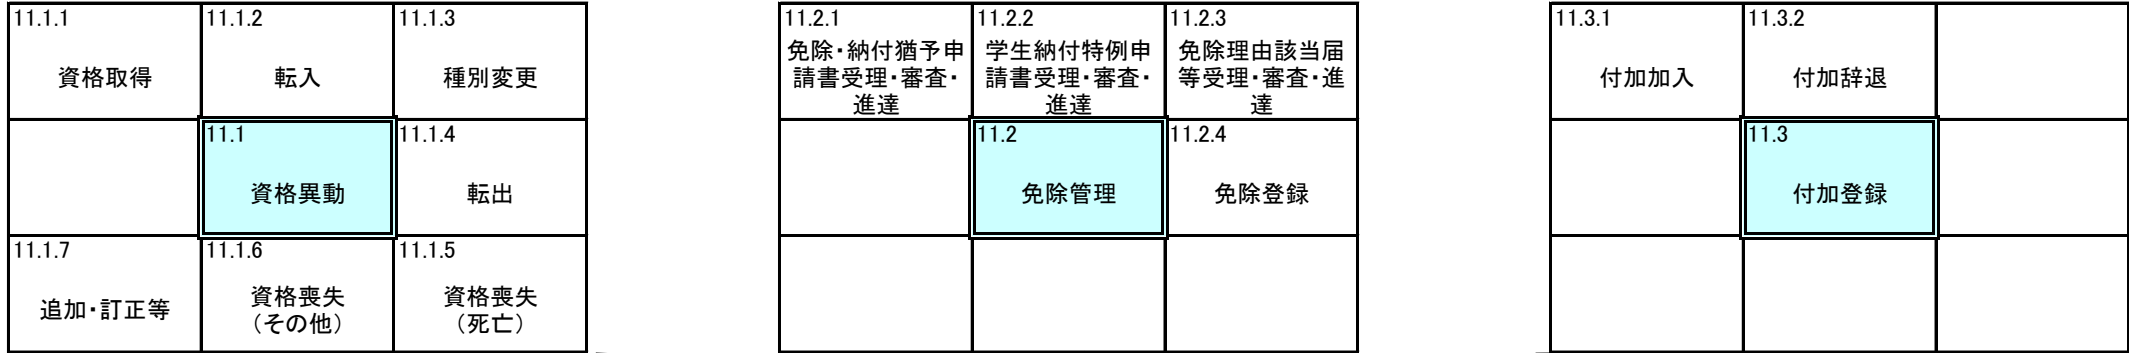 11.1.1
資格取得
11.1.2
転入
11.1.3
種別変更
11.1
資格異動
11.1.4
転出
11.1.7
追加・訂正等
11.1.6
資格喪失
（その他）
11.1.5
資格喪失
（死亡）
11.2.1
免除・納付猶予申
請書受理・審査・
進達
11.2.2
学生納付特例申
請書受理・審査・
進達
11.2.3
免除理由該当届
等受理・審査・進
達
11.2
免除管理
11.2.4
免除登録
11.3.1
付加加入
11.3.2
付加辞退
11.3
付加登録